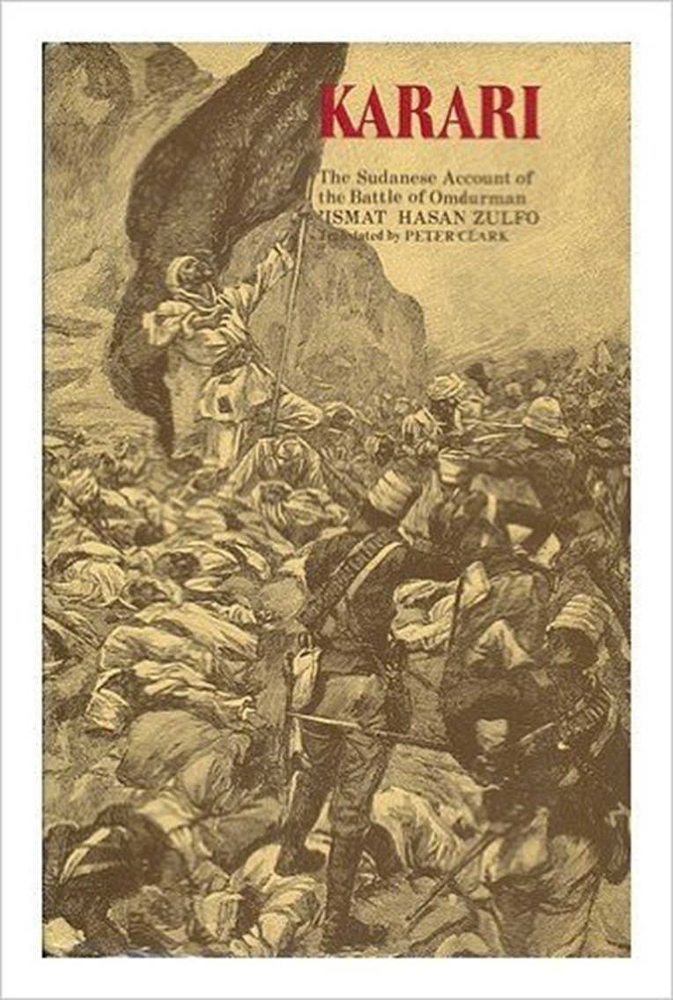 KARARI
The Sudanese Account of
the Battle of Omdurman
'ISMAT HASAN ZULFO
Translated by PETER CLARK